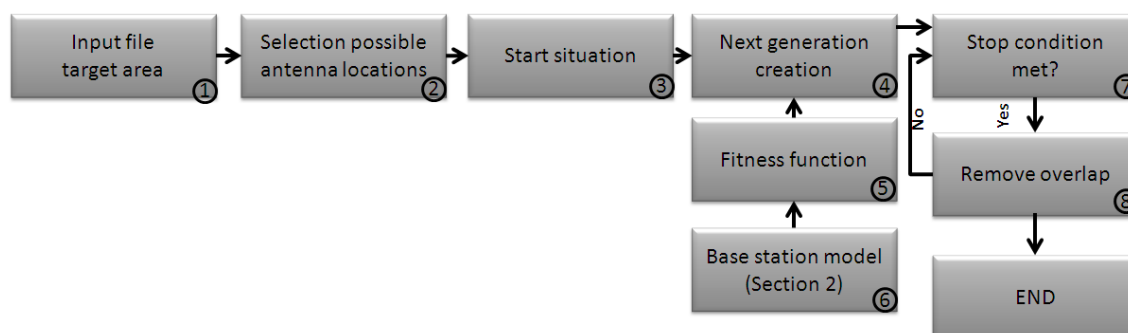 Input file
target area
1
Selection possible
antenna locations
2
Start situation
3
Next generation
creation
4
Stop condition
met?
7
No
Yes
Fitness function
5
Remove overlap
8
Base station model
(Section 2)
6
END